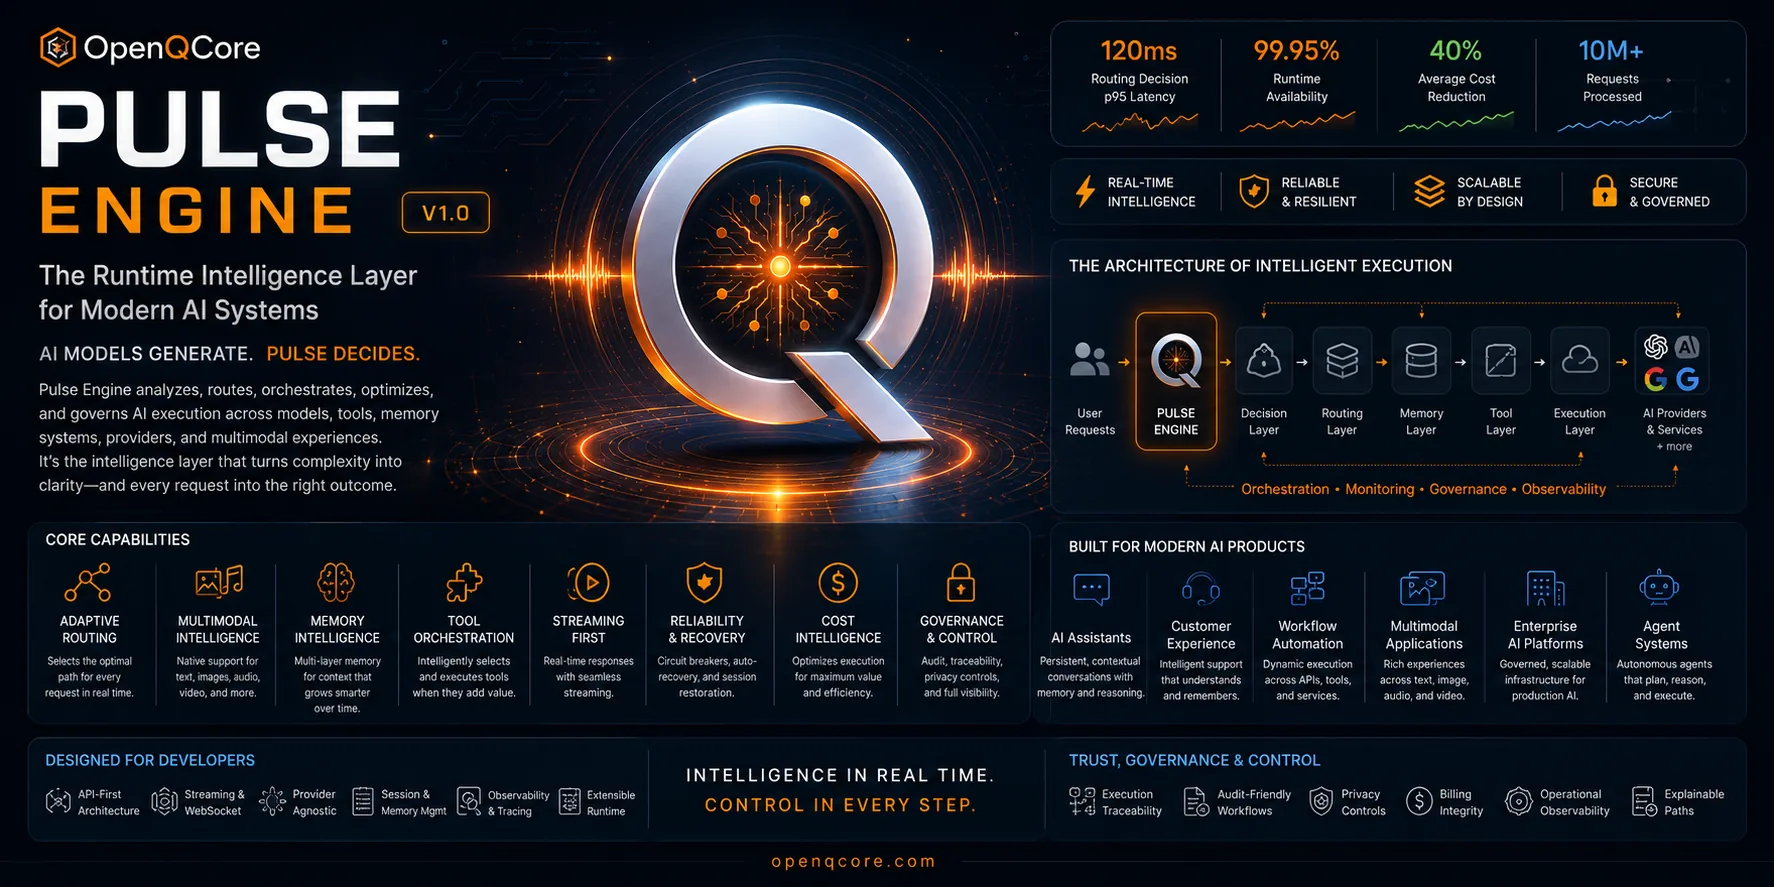 OpenQCore
PULSE
ENGINE
V1.0
The Runtime Intelligence Layer
for Modern AI Systems
AI MODELS GENERATE. PULSE DECIDES.
Pulse Engine analyzes, routes, orchestrates, optimizes,
and governs AI execution across models, tools, memory
systems, providers, and multimodal experiences.
It's the intelligence layer that turns complexity into
clarity—and every request into the right outcome.
120ms
Routing Decision
p95 Latency
99.95%
Runtime
Availability
40%
Average Cost
Reduction
10M+
Requests
Processed
REAL-TIME
INTELLIGENCE
RELIABLE
& RESILIENT
SCALABLE
BY DESIGN
SECURE
& GOVERNED
THE ARCHITECTURE OF INTELLIGENT EXECUTION
User
Requests
PULSE
ENGINE
Decision
Layer
Routing
Layer
Memory
Layer
Tool
Layer
Execution
Layer
AI Providers
& Services
+ more
Orchestration • Monitoring • Governance • Observability
CORE CAPABILITIES
ADAPTIVE
ROUTING
Selects the optimal
path for every
request in real time.
MULTIMODAL
INTELLIGENCE
Native support for
text, images, audio,
video, and more.
MEMORY
INTELLIGENCE
Multi-layer memory
for context that
grows smarter
over time.
TOOL
ORCHESTRATION
Intelligently selects
and executes tools
when they add value.
STREAMING
FIRST
Real-time responses
with seamless
streaming.
RELIABILITY
& RECOVERY
Circuit breakers, auto-
recovery, and session
restoration.
COST
INTELLIGENCE
Optimizes execution
for maximum value
and efficiency.
GOVERNANCE
& CONTROL
Audit, traceability,
privacy controls,
and full visibility.
BUILT FOR MODERN AI PRODUCTS
AI Assistants
Persistent, contextual
conversations with
memory and reasoning.
Customer
Experience
Intelligent support
that understands
and remembers.
Workflow
Automation
Dynamic execution
across APIs, tools,
and services.
Multimodal
Applications
Rich experiences
across text, image,
audio, and video.
Enterprise
AI Platforms
Governed, scalable
infrastructure for
production AI.
Agent
Systems
Autonomous agents
that plan, reason,
and execute.
DESIGNED FOR DEVELOPERS
API-First
Architecture
Streaming &
WebSocket
Provider
Agnostic
Session &
Memory Mgmt
Observability
& Tracing
Extensible
Runtime
INTELLIGENCE IN REAL TIME.
CONTROL IN EVERY STEP.
TRUST, GOVERNANCE & CONTROL
Execution
Traceability
Audit-Friendly
Workflows
Privacy
Controls
Billing
Integrity
Operational
Observability
Explainable
Paths
openqcore.com